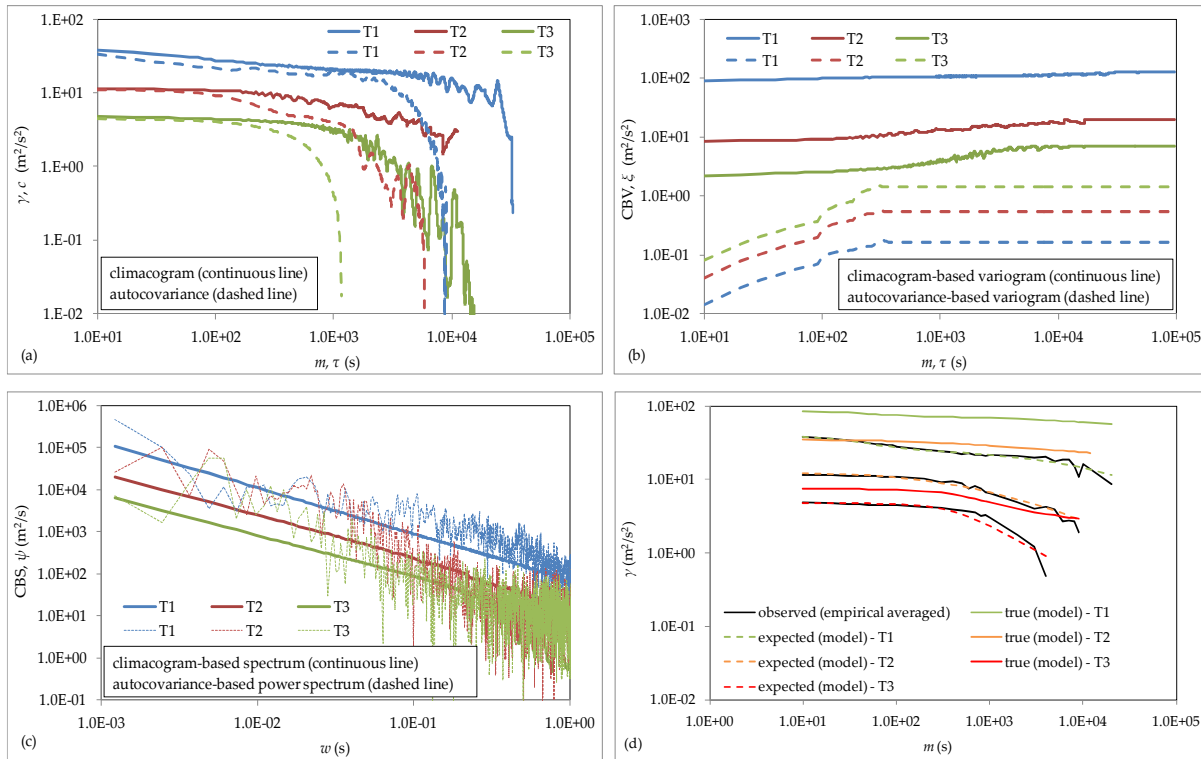 1.E+02
1.E+01
1.E+00
1.E-01
1.E-02
γ, c (m²/s²)
T1 T2 T3
T1 T2 T3
climacogram (continuous line)
autocovariance (dashed line)
(a)
1.0E+01 1.0E+02 1.0E+03 1.0E+04 1.0E+05
m, τ (s)
1.0E+03
1.0E+02
1.0E+01
1.0E+00
1.0E-01
1.0E-02
CBV, ξ (m²/s²)
T1 T2 T3
T1 T2 T3
climacogram-based variogram (continuous line)
autocovariance-based variogram (dashed line)
(b)
1.0E+01 1.0E+02 1.0E+03 1.0E+04 1.0E+05
m, τ (s)
1.0E+06
1.0E+05
1.0E+04
1.0E+03
1.0E+02
1.0E+01
1.0E+00
1.0E-01
CBS, ψ (m²/s)
T1 T2 T3
T1 T2 T3
climacogram-based spectrum (continuous line)
autocovariance-based power spectrum (dashed line)
(c)
1.0E-03 1.0E-02 1.0E-01 1.0E+00
w (s)
1.0E+02
1.0E+01
1.0E+00
1.0E-01
1.0E-02
γ (m²/s²)
observed (empirical averaged) true (model) - T1
expected (model) - T1 true (model) - T2
expected (model) - T2 true (model) - T3
expected (model) - T3
(d)
1.0E+00 1.0E+01 1.0E+02 1.0E+03 1.0E+04 1.0E+05
m (s)